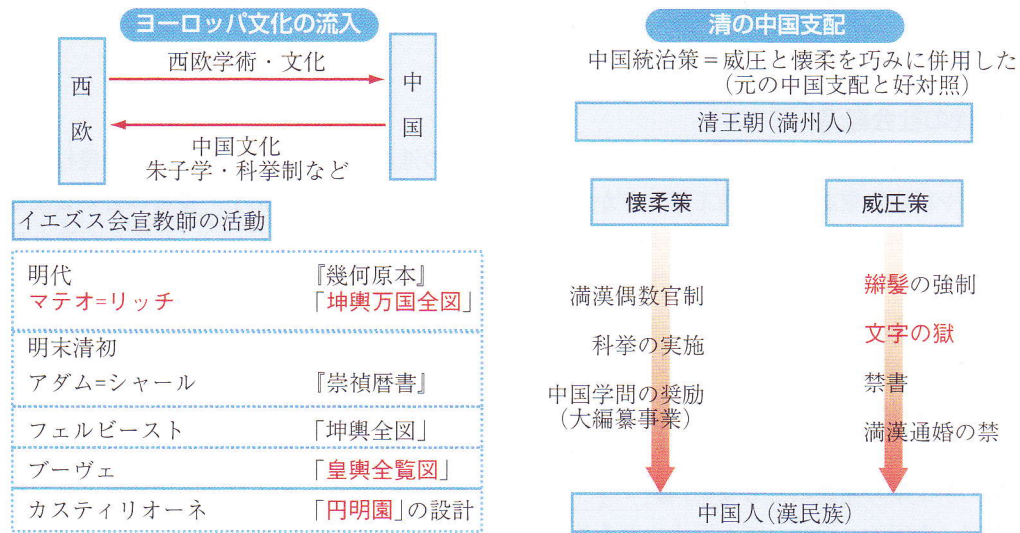 ヨーロッパ文化の流入
西欧
西欧学術・文化
中国
中国文化
朱子学・科挙制など
イエズス会宣教師の活動
明代 『幾何原本』
マテオ=リッチ 「坤輿万国全図」
明末清初
アダム=シャール 『崇禎暦書』
フェルビースト 「坤輿全図」
ブーヴェ 「皇輿全覧図」
カスティリオーネ 「円明園」の設計
清の中国支配
中国統治策=威圧と懐柔を巧みに併用した
(元の中国支配と好対照)
清王朝(満州人)
懐柔策
満漢偶数官制
科挙の実施
中国学問の奨励
(大編纂事業)
威圧策
辮髪の強制
文字の獄
禁書
満漢通婚の禁
中国人(漢民族)